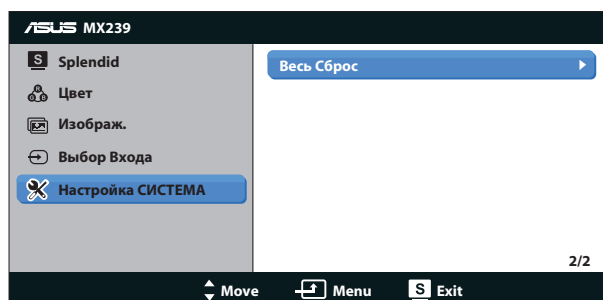 ASUS MX239
S Splendid
Цвет
Изображ.
Выбор Входа
Настройка СИСТЕМА
Весь Сброс
2/2
Move Menu S Exit